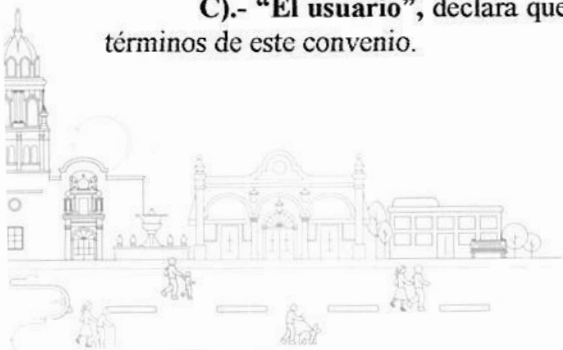 C).- “El usuario”, declara que
términos de este convenio.